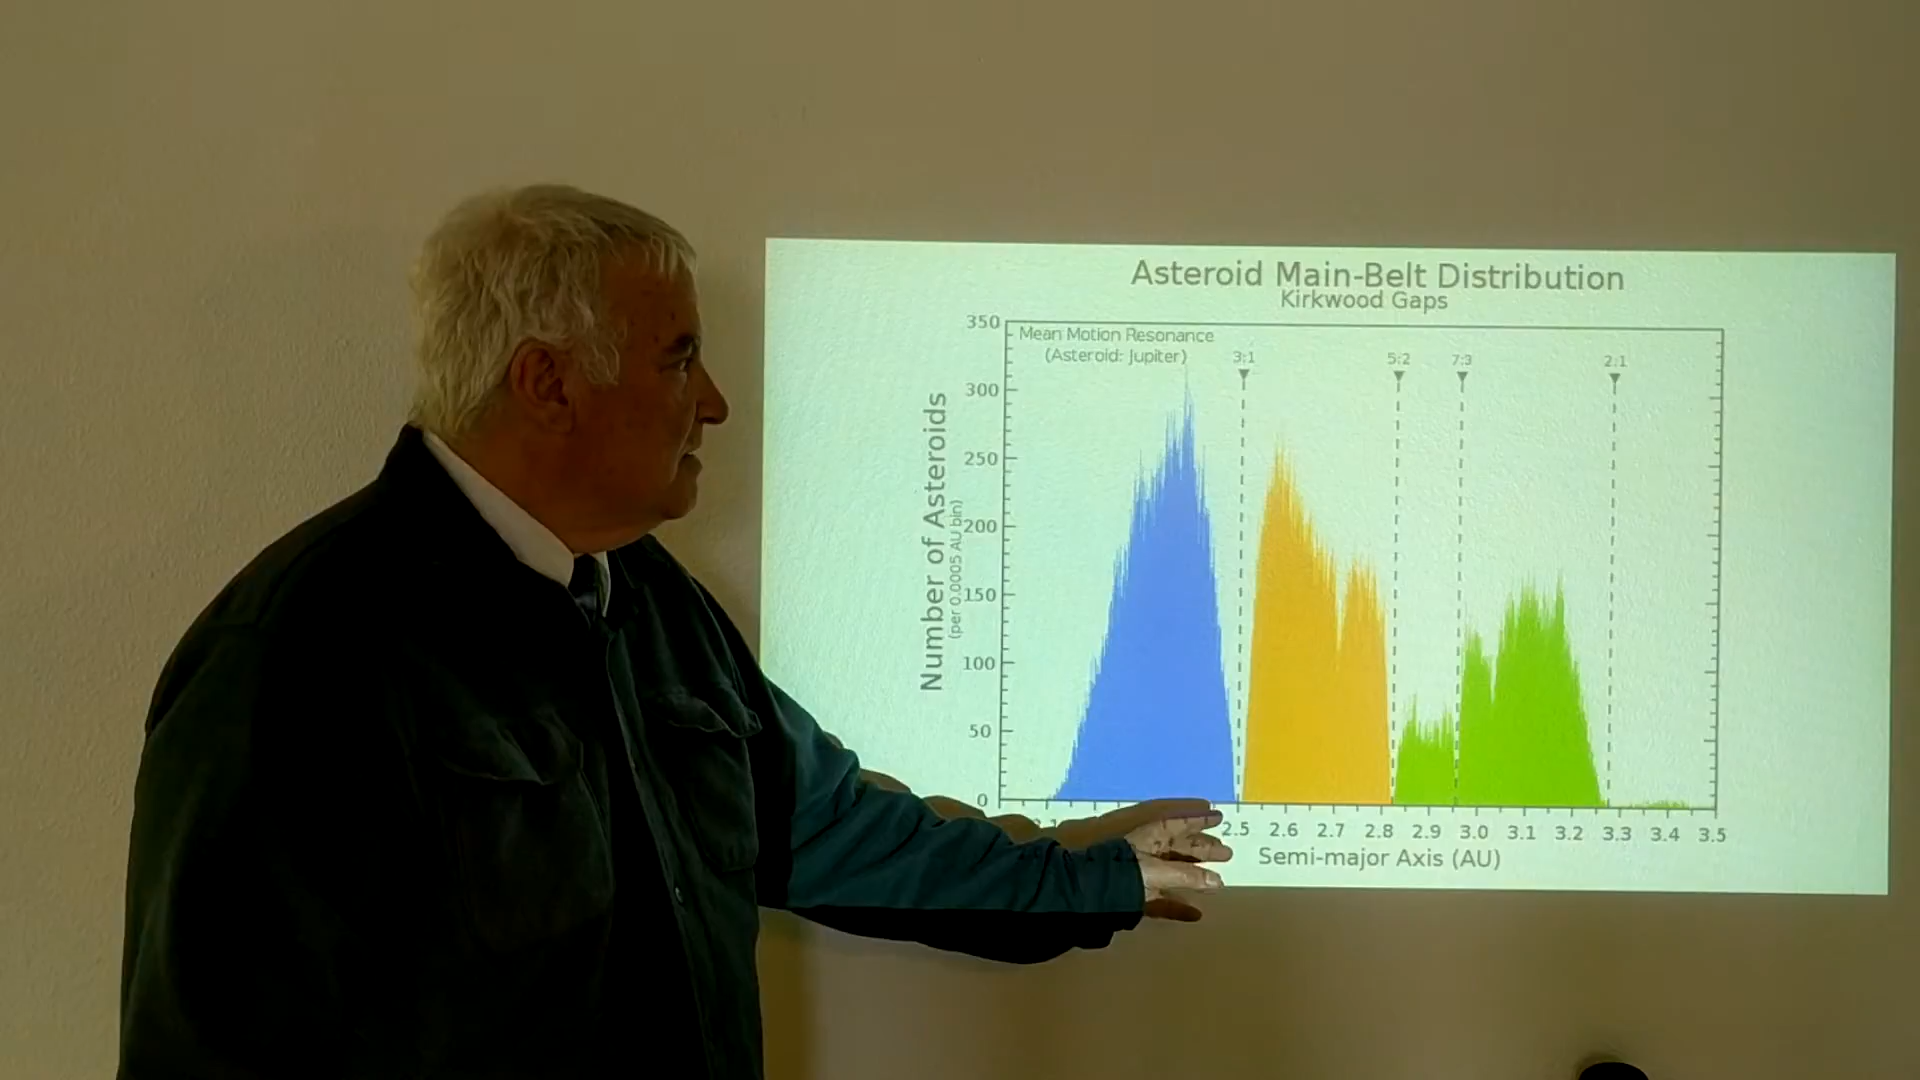 Asteroid Main-Belt Distribution
Kirkwood Gaps
Mean Motion Resonance
(Asteroid: Jupiter)
3:1
5:2
7:3
2:1
350
300
250
200
150
100
50
0
Number of Asteroids
(per 0.0005 AU bin)
2.5 2.6 2.7 2.8 2.9 3.0 3.1 3.2 3.3 3.4 3.5
Semi-major Axis (AU)